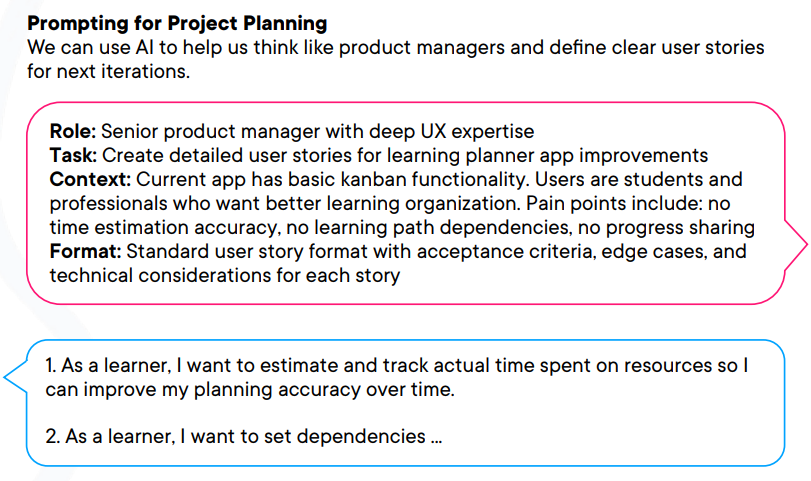 Prompting for Project Planning
We can use AI to help us think like product managers and define clear user stories
for next iterations.
Role: Senior product manager with deep UX expertise
Task: Create detailed user stories for learning planner app improvements
Context: Current app has basic kanban functionality. Users are students and
professionals who want better learning organization. Pain points include: no
time estimation accuracy, no learning path dependencies, no progress sharing
Format: Standard user story format with acceptance criteria, edge cases, and
technical considerations for each story
1. As a learner, I want to estimate and track actual time spent on resources so I
can improve my planning accuracy over time.
2. As a learner, I want to set dependencies ...